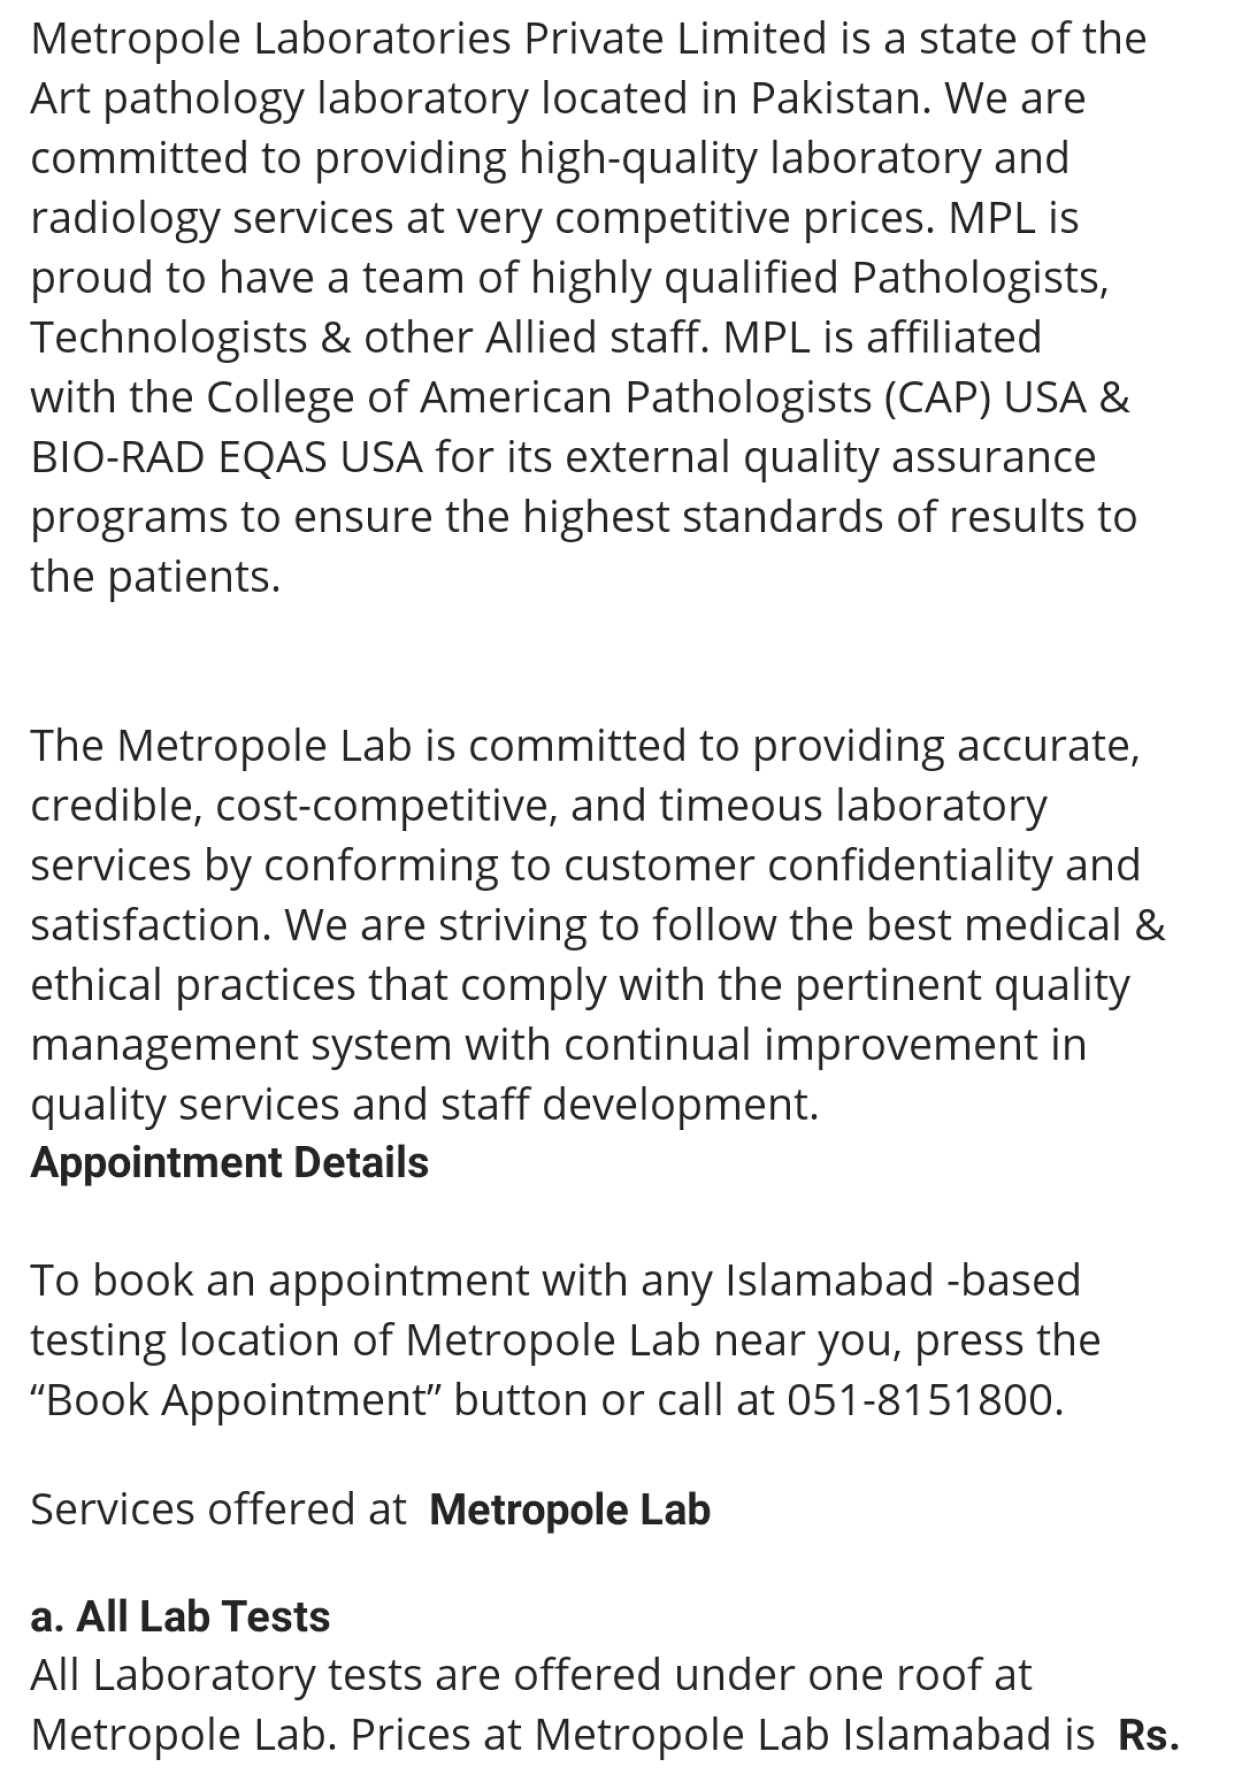 Metropole Laboratories Private Limited is a state of the
Art pathology laboratory located in Pakistan. We are
committed to providing high-quality laboratory and
radiology services at very competitive prices. MPL is
proud to have a team of highly qualified Pathologists,
Technologists & other Allied staff. MPL is affiliated
with the College of American Pathologists (CAP) USA &
BIO-RAD EQAS USA for its external quality assurance
programs to ensure the highest standards of results to
the patients.
The Metropole Lab is committed to providing accurate,
credible, cost-competitive, and timeous laboratory
services by conforming to customer confidentiality and
satisfaction. We are striving to follow the best medical &
ethical practices that comply with the pertinent quality
management system with continual improvement in
quality services and staff development.
Appointment Details
To book an appointment with any Islamabad -based
testing location of Metropole Lab near you, press the
“Book Appointment” button or call at 051-8151800.
Services offered at Metropole Lab
a. All Lab Tests
All Laboratory tests are offered under one roof at
Metropole Lab. Prices at Metropole Lab Islamabad is Rs.